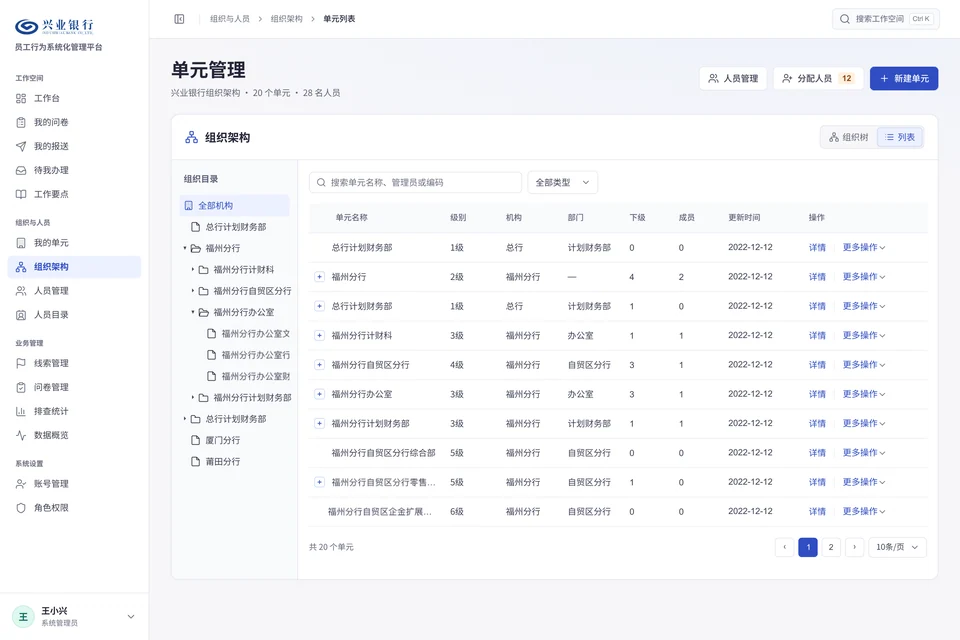 兴业银行
员工行为系统化管理平台
工作空间
工作台
我的问卷
我的报送
待我办理
工作要点
组织与人员
我的单元
组织架构
人员管理
人员目录
业务管理
线索管理
问卷管理
排查统计
数据概览
系统设置
账号管理
角色权限
王
王小兴
系统管理员
组织与人员 > 组织架构 > 单元列表
搜索工作空间 Ctrl K
单元管理
兴业银行组织架构 • 20 个单元 • 28 名人员
人员管理
分配人员 12
+ 新建单元
组织架构
组织树
列表
组织目录
全部机构
总行计划财务部
福州分行
福州分行计财科
福州分行自贸区分行
福州分行办公室
福州分行办公室文
福州分行办公室行
福州分行办公室财
福州分行计划财务部
总行计划财务部
厦门分行
莆田分行
搜索单元名称、管理员或编码
全部类型
单元名称 级别 机构 部门 下级 成员 更新时间 操作
总行计划财务部 1级 总行 计划财务部 0 0 2022-12-12 详情 更多操作
+ 福州分行 2级 福州分行 — 4 2 2022-12-12 详情 更多操作
+ 总行计划财务部 1级 总行 计划财务部 1 0 2022-12-12 详情 更多操作
+ 福州分行计财科 3级 福州分行 办公室 1 1 2022-12-12 详情 更多操作
+ 福州分行自贸区分行 4级 福州分行 自贸区分行 3 1 2022-12-12 详情 更多操作
+ 福州分行办公室 3级 福州分行 办公室 3 1 2022-12-12 详情 更多操作
+ 福州分行计划财务部 3级 福州分行 计划财务部 1 1 2022-12-12 详情 更多操作
福州分行自贸区分行综合部 5级 福州分行 自贸区分行 0 0 2022-12-12 详情 更多操作
+ 福州分行自贸区分行零售... 5级 福州分行 自贸区分行 1 0 2022-12-12 详情 更多操作
福州分行自贸区企金扩展... 6级 福州分行 自贸区分行 0 0 2022-12-12 详情 更多操作
共 20 个单元
‹ 1 2 › 10条/页